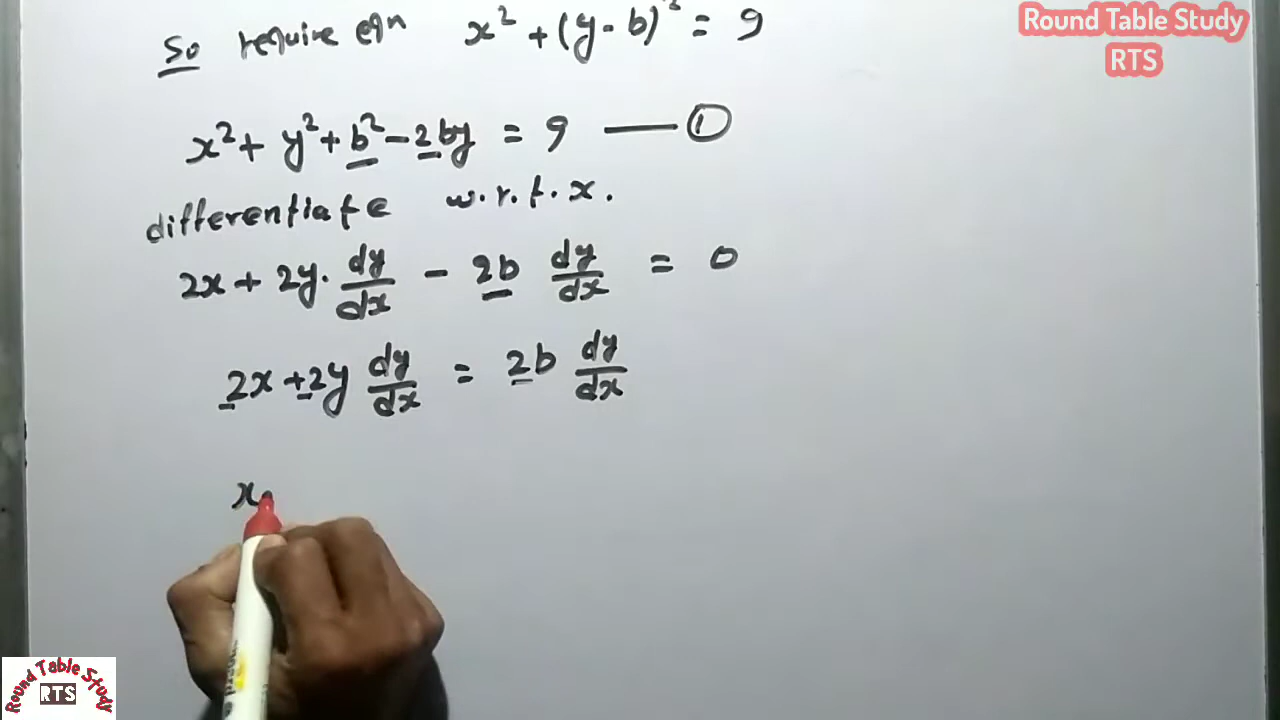 So require eqn x² + (y - b)² = 9
Round Table Study
RTS
x² + y² + b² - 2by = 9 —— ①
differentiate w.r.t.x.
2x + 2y. dy/dx - 2b dy/dx = 0
2x + 2y dy/dx = 2b dy/dx
x
Round Table Study
RTS